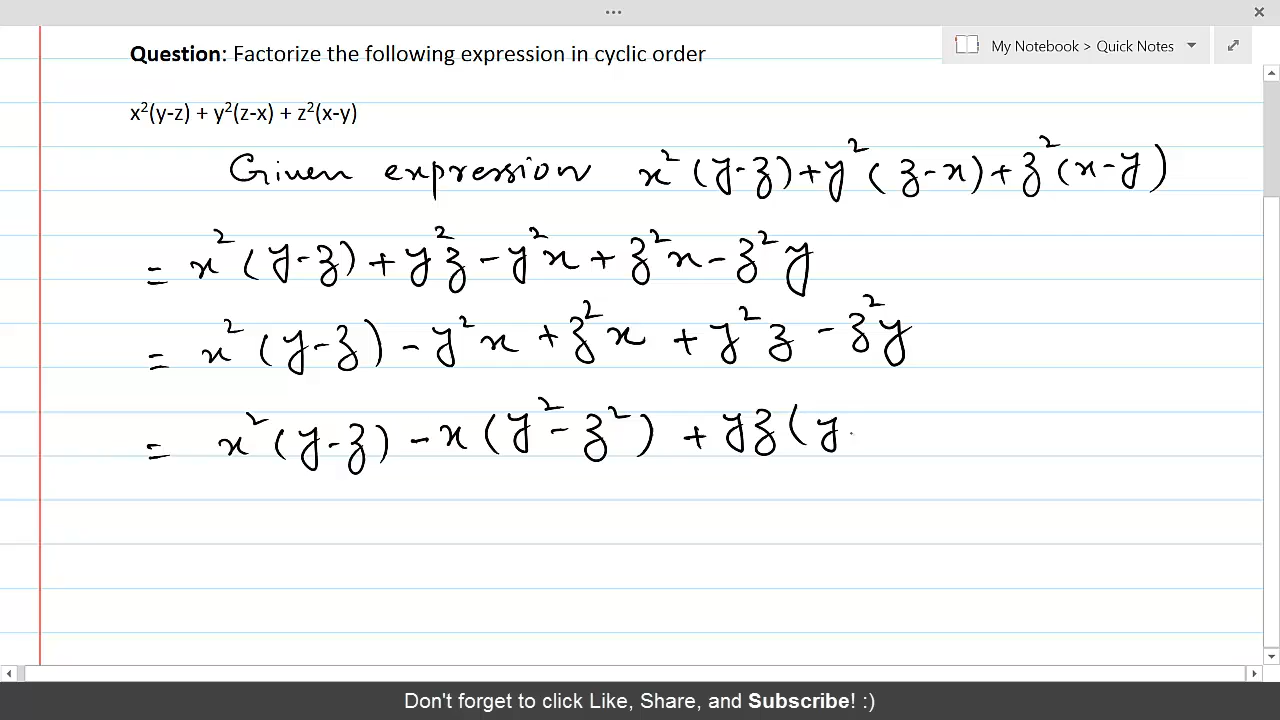 ...
My Notebook > Quick Notes
Question: Factorize the following expression in cyclic order
x²(y-z) + y²(z-x) + z²(x-y)
Given expression x²(y-z)+y²(z-x)+z²(x-y)
= x²(y-z)+y²z-y²x+z²x-z²y
= x²(y-z)-y²x+z²x+y²z-z²y
= x²(y-z)-x(y²-z²)+yz(y
Don't forget to click Like, Share, and Subscribe! :)